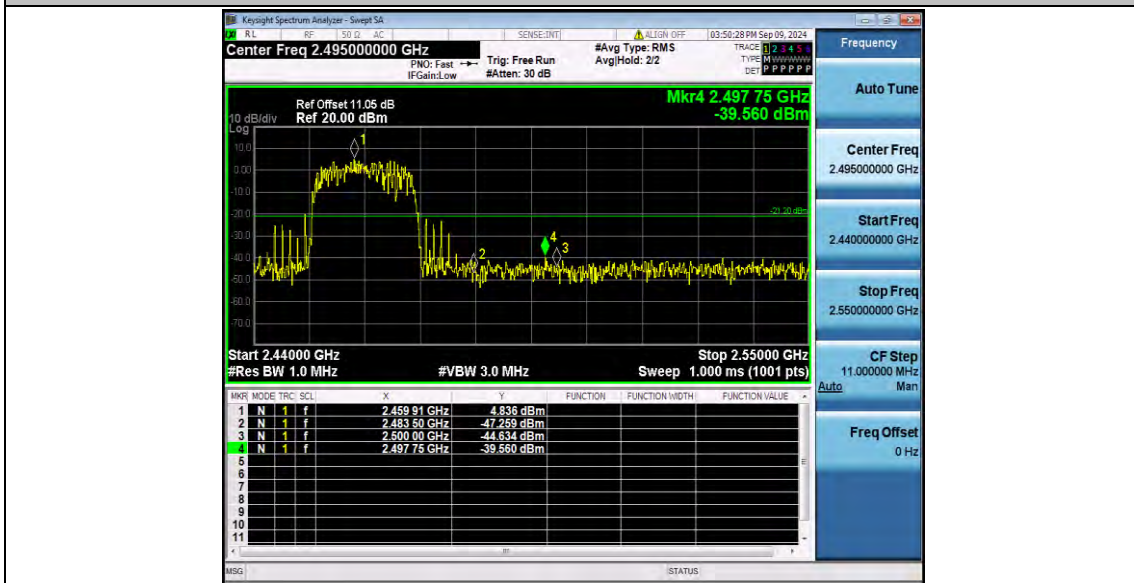 Keysight Spectrum Analyzer - Swept SA
RL RF 50 Ω AC SENSE:INT ALIGN OFF 03:50:28 PM Sep 09, 2024
Center Freq 2.495000000 GHz
PNO: Fast
IFGain:Low
Trig: Free Run
#Atten: 30 dB
#Avg Type: RMS
Avg|Hold: 2/2
TRACE 1 2 3 4 5 6
TYPE M WWWWW
DET P P P P P P
Mkr4 2.497 75 GHz
-39.560 dBm
Ref Offset 11.05 dB
10 dB/div Ref 20.00 dBm
Log
10.0
0.00
-10.0
-20.0
-30.0
-40.0
-50.0
-60.0
-70.0
1
2
4
3
-21.20 dBm
Start 2.44000 GHz Stop 2.55000 GHz
#Res BW 1.0 MHz #VBW 3.0 MHz Sweep 1.000 ms (1001 pts)
MKR MODE TRC SCL X Y FUNCTION FUNCTION WIDTH FUNCTION VALUE
1 N 1 f 2.459 91 GHz 4.836 dBm
2 N 1 f 2.483 50 GHz -47.259 dBm
3 N 1 f 2.500 00 GHz -44.634 dBm
4 N 1 f 2.497 75 GHz -39.560 dBm
5
6
7
8
9
10
11
MSG STATUS
Frequency
Auto Tune
Center Freq
2.495000000 GHz
Start Freq
2.440000000 GHz
Stop Freq
2.550000000 GHz
CF Step
11.000000 MHz
Auto Man
Freq Offset
0 Hz